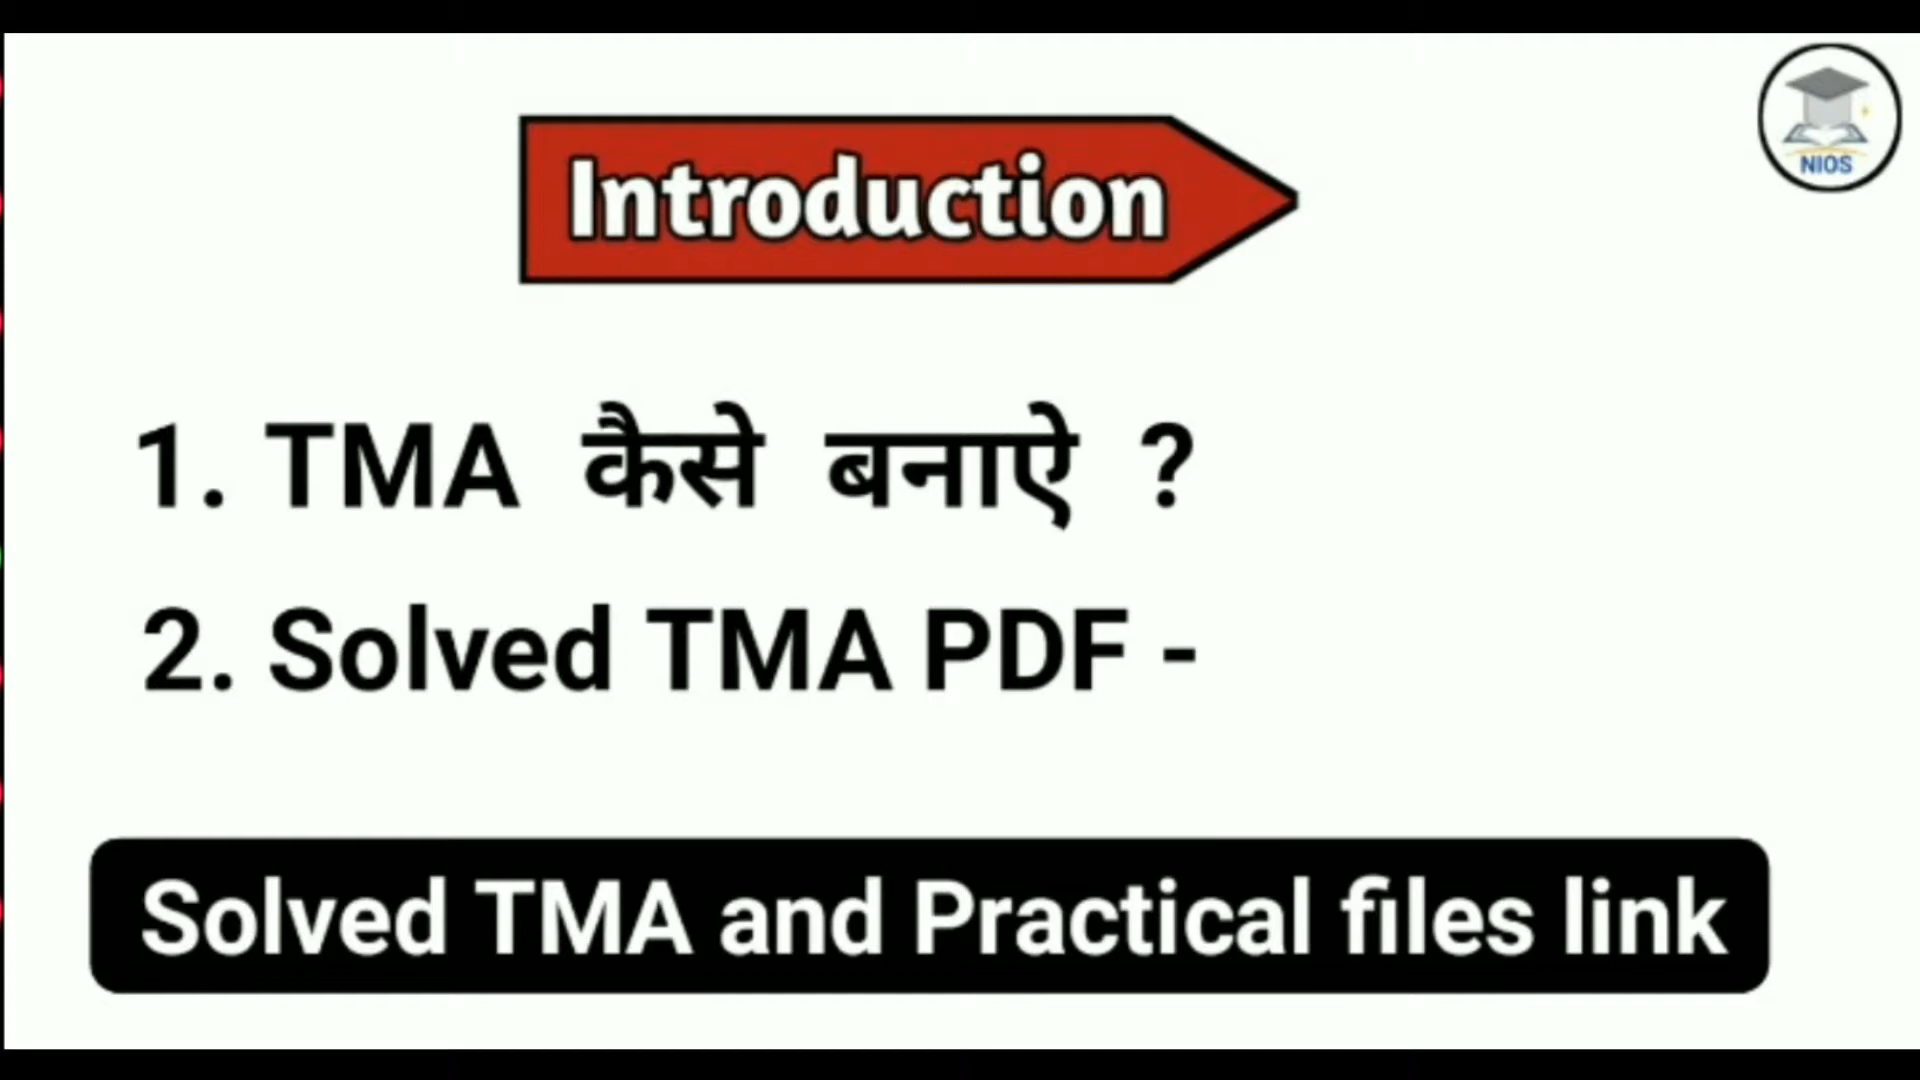 NIOS
Introduction
1. TMA कैसे बनाऐ ?
2. Solved TMA PDF -
Solved TMA and Practical files link